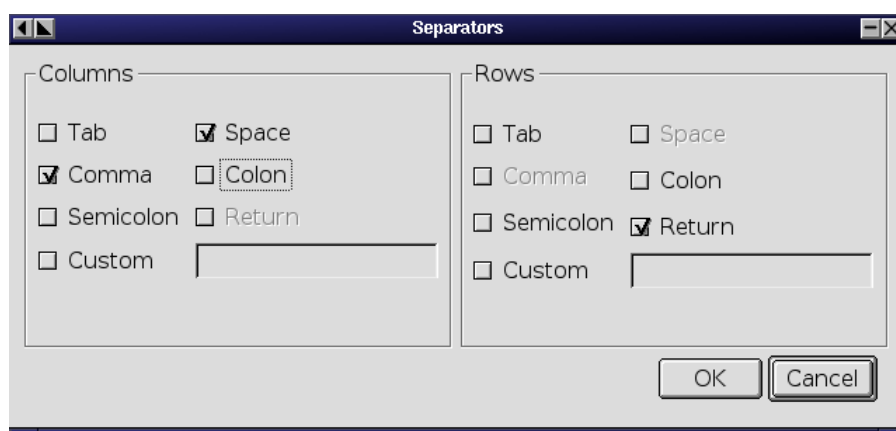 Separators
Columns
Tab
Space
Comma
Colon
Semicolon
Return
Custom
Rows
Tab
Space
Comma
Colon
Semicolon
Return
Custom
OK
Cancel